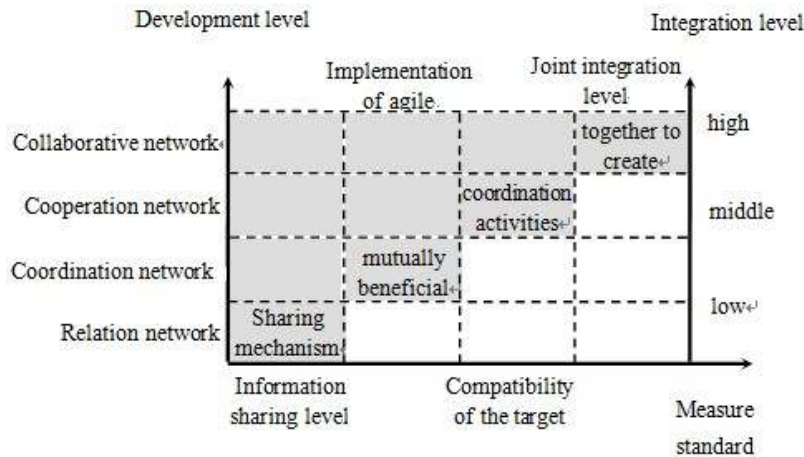 Development level
Integration level
Implementation
of agile
Joint integration
level
high
Collaborative network
together to
create
Cooperation network
coordination
activities
middle
Coordination network
mutually
beneficial
low
Relation network
Sharing
mechanism
Information
sharing level
Compatibility
of the target
Measure
standard